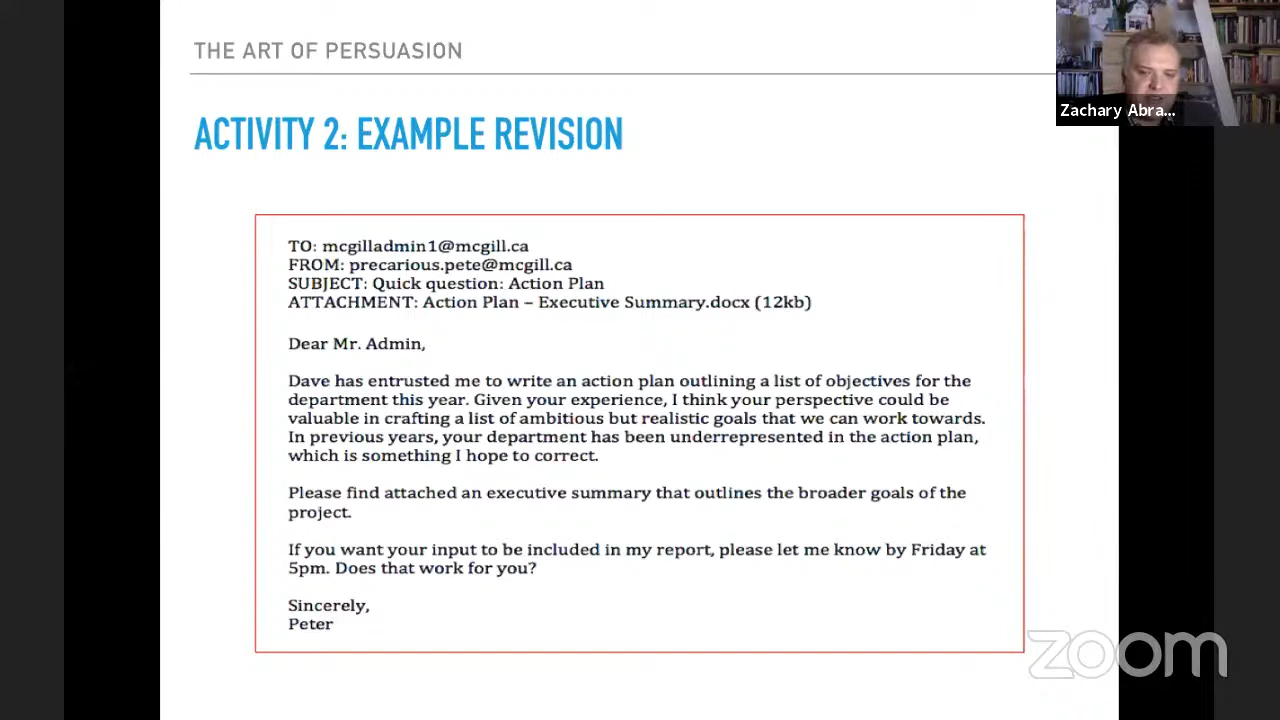 THE ART OF PERSUASION
Zachary Abra...
ACTIVITY 2: EXAMPLE REVISION
TO: mcgilladmin1@mcgill.ca
FROM: precarious.pete@mcgill.ca
SUBJECT: Quick question: Action Plan
ATTACHMENT: Action Plan – Executive Summary.docx (12kb)
Dear Mr. Admin,
Dave has entrusted me to write an action plan outlining a list of objectives for the
department this year. Given your experience, I think your perspective could be
valuable in crafting a list of ambitious but realistic goals that we can work towards.
In previous years, your department has been underrepresented in the action plan,
which is something I hope to correct.
Please find attached an executive summary that outlines the broader goals of the
project.
If you want your input to be included in my report, please let me know by Friday at
5pm. Does that work for you?
Sincerely,
Peter
zoom